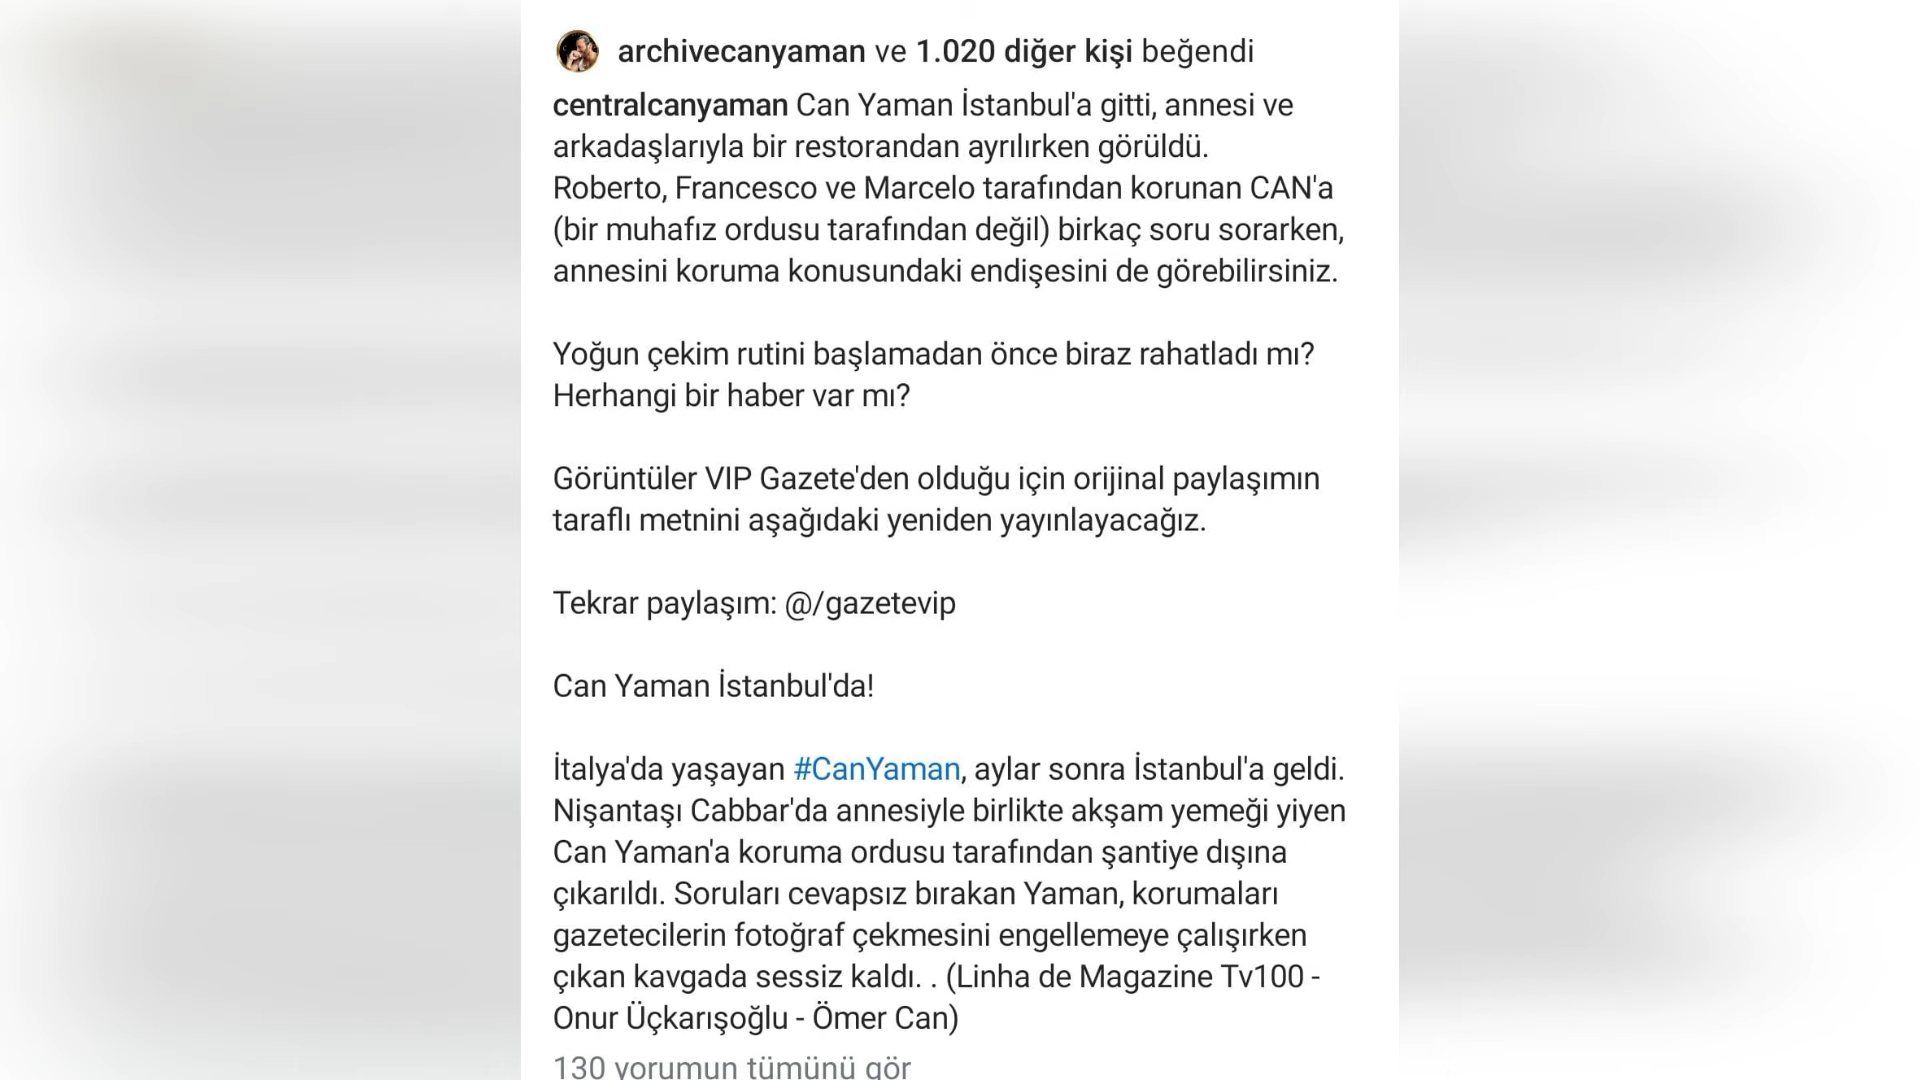 archivecanyaman ve 1.020 diğer kişi beğendi
centralcanyaman Can Yaman İstanbul'a gitti, annesi ve
arkadaşlarıyla bir restorandan ayrılırken görüldü.
Roberto, Francesco ve Marcelo tarafından korunan CAN'a
(bir muhafız ordusu tarafından değil) birkaç soru sorarken,
annesini koruma konusundaki endişesini de görebilirsiniz.
Yoğun çekim rutini başlamadan önce biraz rahatladı mı?
Herhangi bir haber var mı?
Görüntüler VIP Gazete'den olduğu için orijinal paylaşımın
taraflı metnini aşağıdaki yeniden yayınlayacağız.
Tekrar paylaşım: @/gazetevip
Can Yaman İstanbul'da!
İtalya'da yaşayan #CanYaman, aylar sonra İstanbul'a geldi.
Nişantaşı Cabbar'da annesiyle birlikte akşam yemeği yiyen
Can Yaman'a koruma ordusu tarafından şantiye dışına
çıkarıldı. Soruları cevapsız bırakan Yaman, korumaları
gazetecilerin fotoğraf çekmesini engellemeye çalışırken
çıkan kavgada sessiz kaldı. . (Linha de Magazine Tv100 -
Onur Üçkarışoğlu - Ömer Can)
130 yorumun tümünü gör